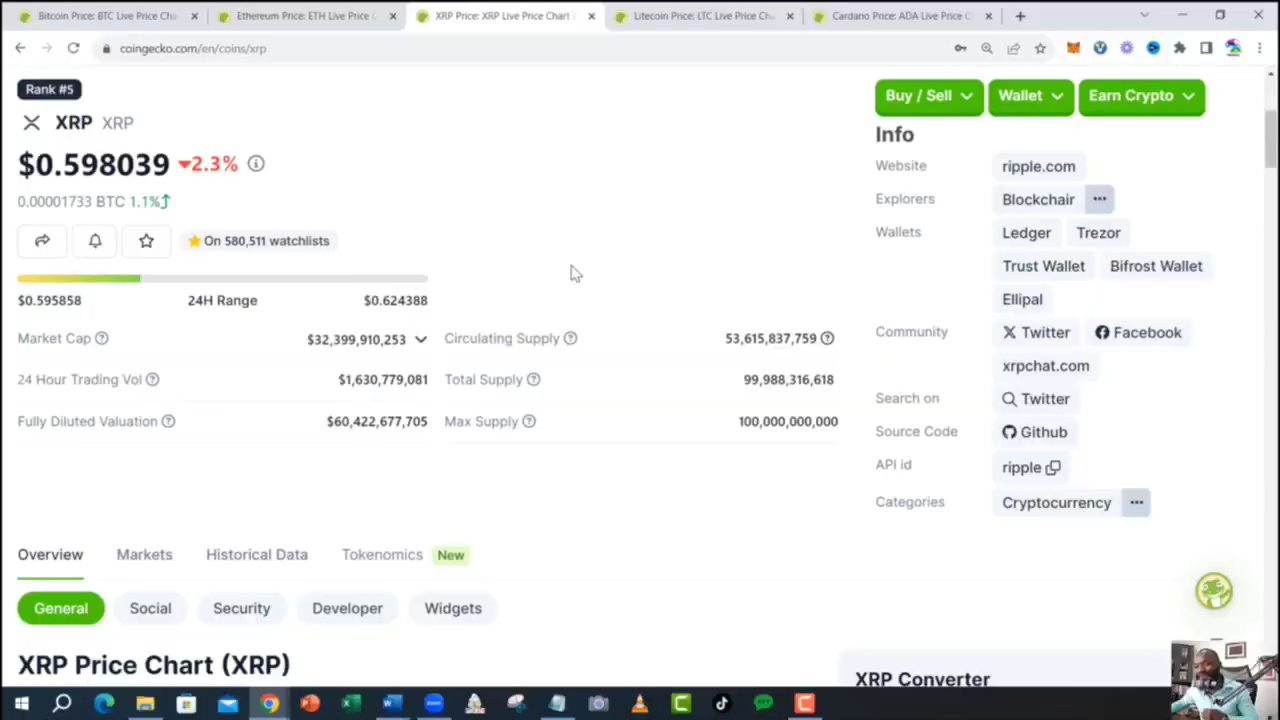 Bitcoin Price: BTC Live Price Cha
Ethereum Price: ETH Live Price C
XRP Price: XRP Live Price Chart
Litecoin Price: LTC Live Price Ch
Cardano Price: ADA Live Price C
coingecko.com/en/coins/xrp
Rank #5
XRP XRP
$0.598039 2.3%
0.00001733 BTC 1.1%
On 580,511 watchlists
$0.595858 24H Range $0.624388
Market Cap $32,399,910,253
24 Hour Trading Vol $1,630,779,081
Fully Diluted Valuation $60,422,677,705
Circulating Supply 53,615,837,759
Total Supply 99,988,316,618
Max Supply 100,000,000,000
Buy / Sell Wallet Earn Crypto
Info
Website ripple.com
Explorers Blockchair
Wallets Ledger Trezor
Trust Wallet Bifrost Wallet
Ellipal
Community Twitter Facebook
xrpchat.com
Search on Twitter
Source Code Github
API id ripple
Categories Cryptocurrency
Overview Markets Historical Data Tokenomics New
General Social Security Developer Widgets
XRP Price Chart (XRP)
XRP Converter